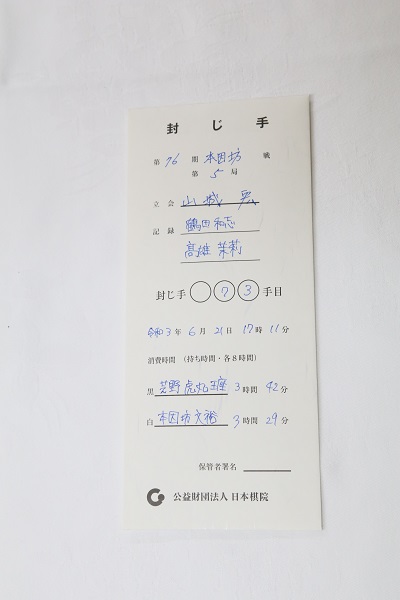 封じ手
第 76 期 本因坊 戦
第 5 局
立会 山城 宏
記録 鶴田 和志
高雄 茉莉
封じ手 7 3 手目
令和3年 6月 21日 17時 11分
消費時間 (持ち時間・各8時間)
黒 芝野虎丸王座 3時間 42分
白 本因坊文裕 3時間 29分
保管者署名
公益財団法人 日本棋院